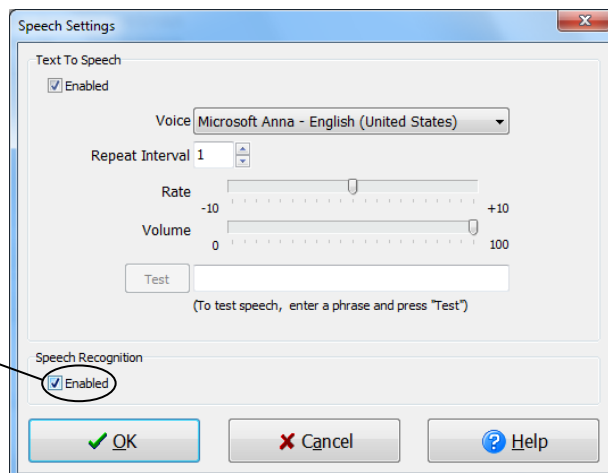 Speech Settings
Text To Speech
Enabled
Voice Microsoft Anna - English (United States)
Repeat Interval 1
Rate
-10 +10
Volume
0 100
Test
(To test speech, enter a phrase and press "Test")
Speech Recognition
Enabled
OK Cancel Help